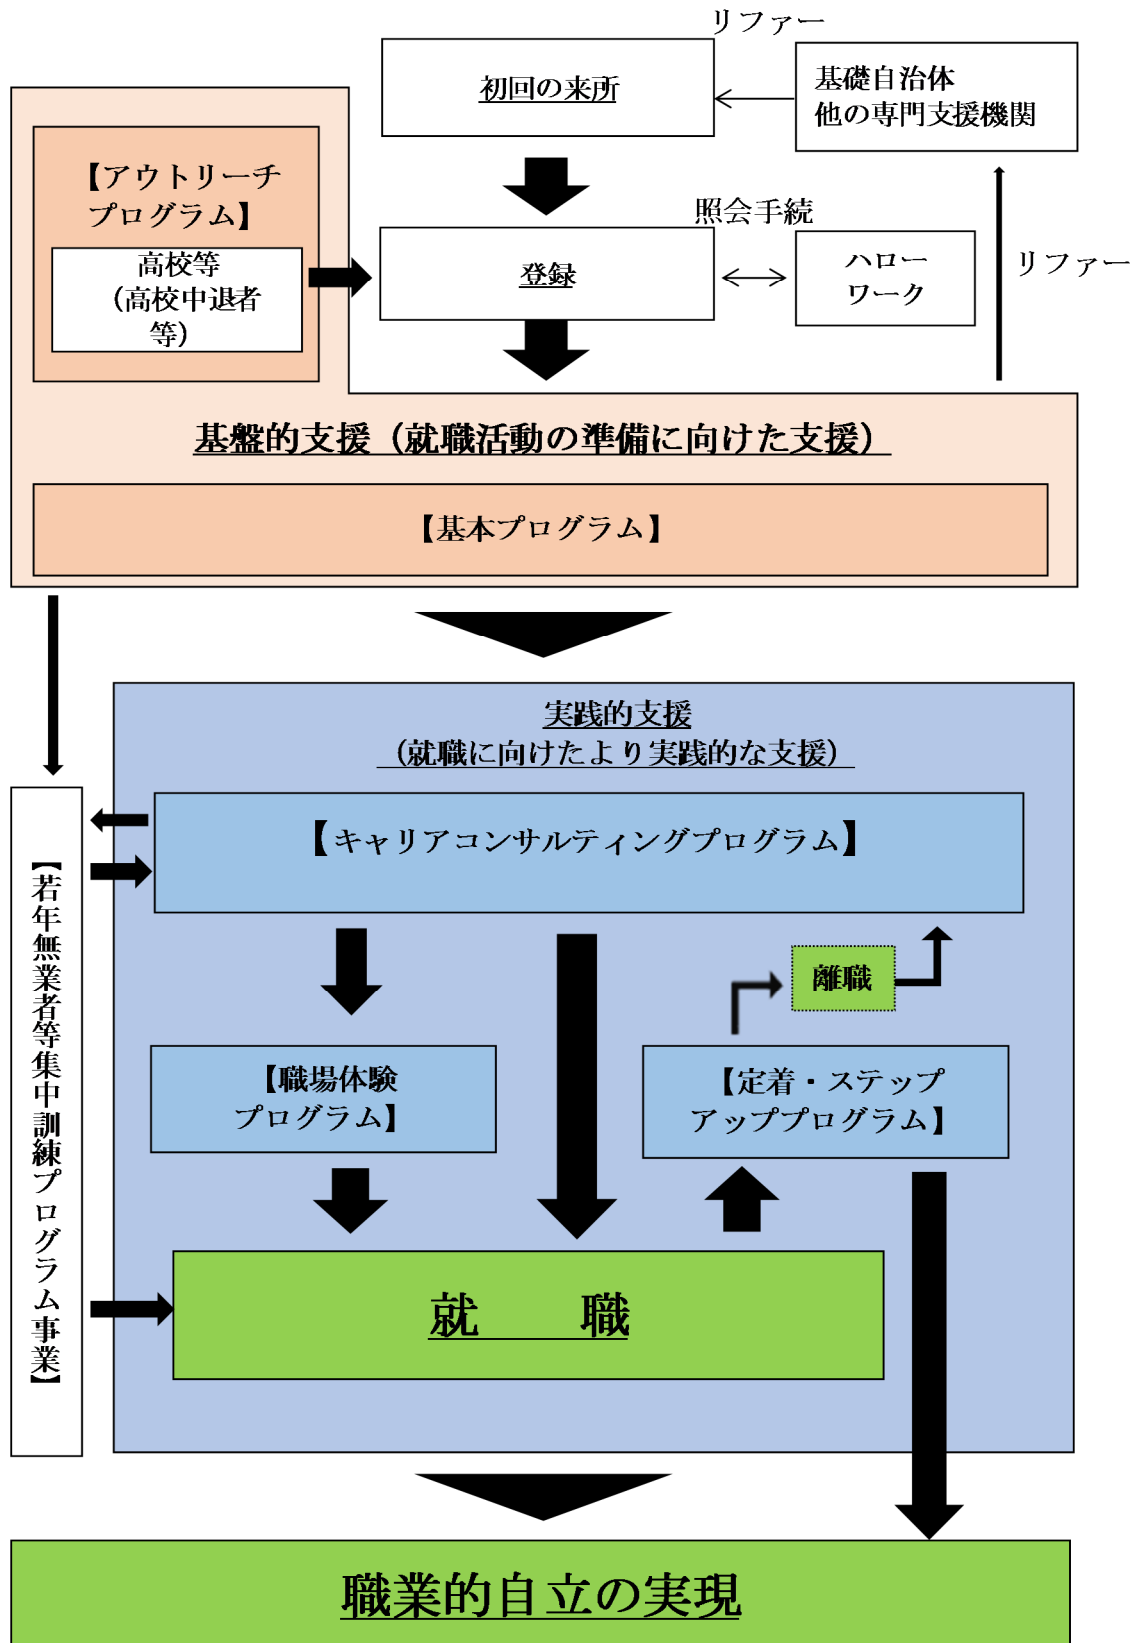 リファー
初回の来所
基礎自治体
他の専門支援機関
【アウトリーチ
プログラム】
高校等
（高校中退者
等）
照会手続
登録
ハロー
ワーク
リファー
基盤的支援（就職活動の準備に向けた支援）
【基本プログラム】
実践的支援
（就職に向けたより実践的な支援）
【キャリアコンサルティングプログラム】
【若年無業者等集中訓練プログラム事業】
離職
【職場体験
プログラム】
【定着・ステップ
アッププログラム】
就　　職
職業的自立の実現